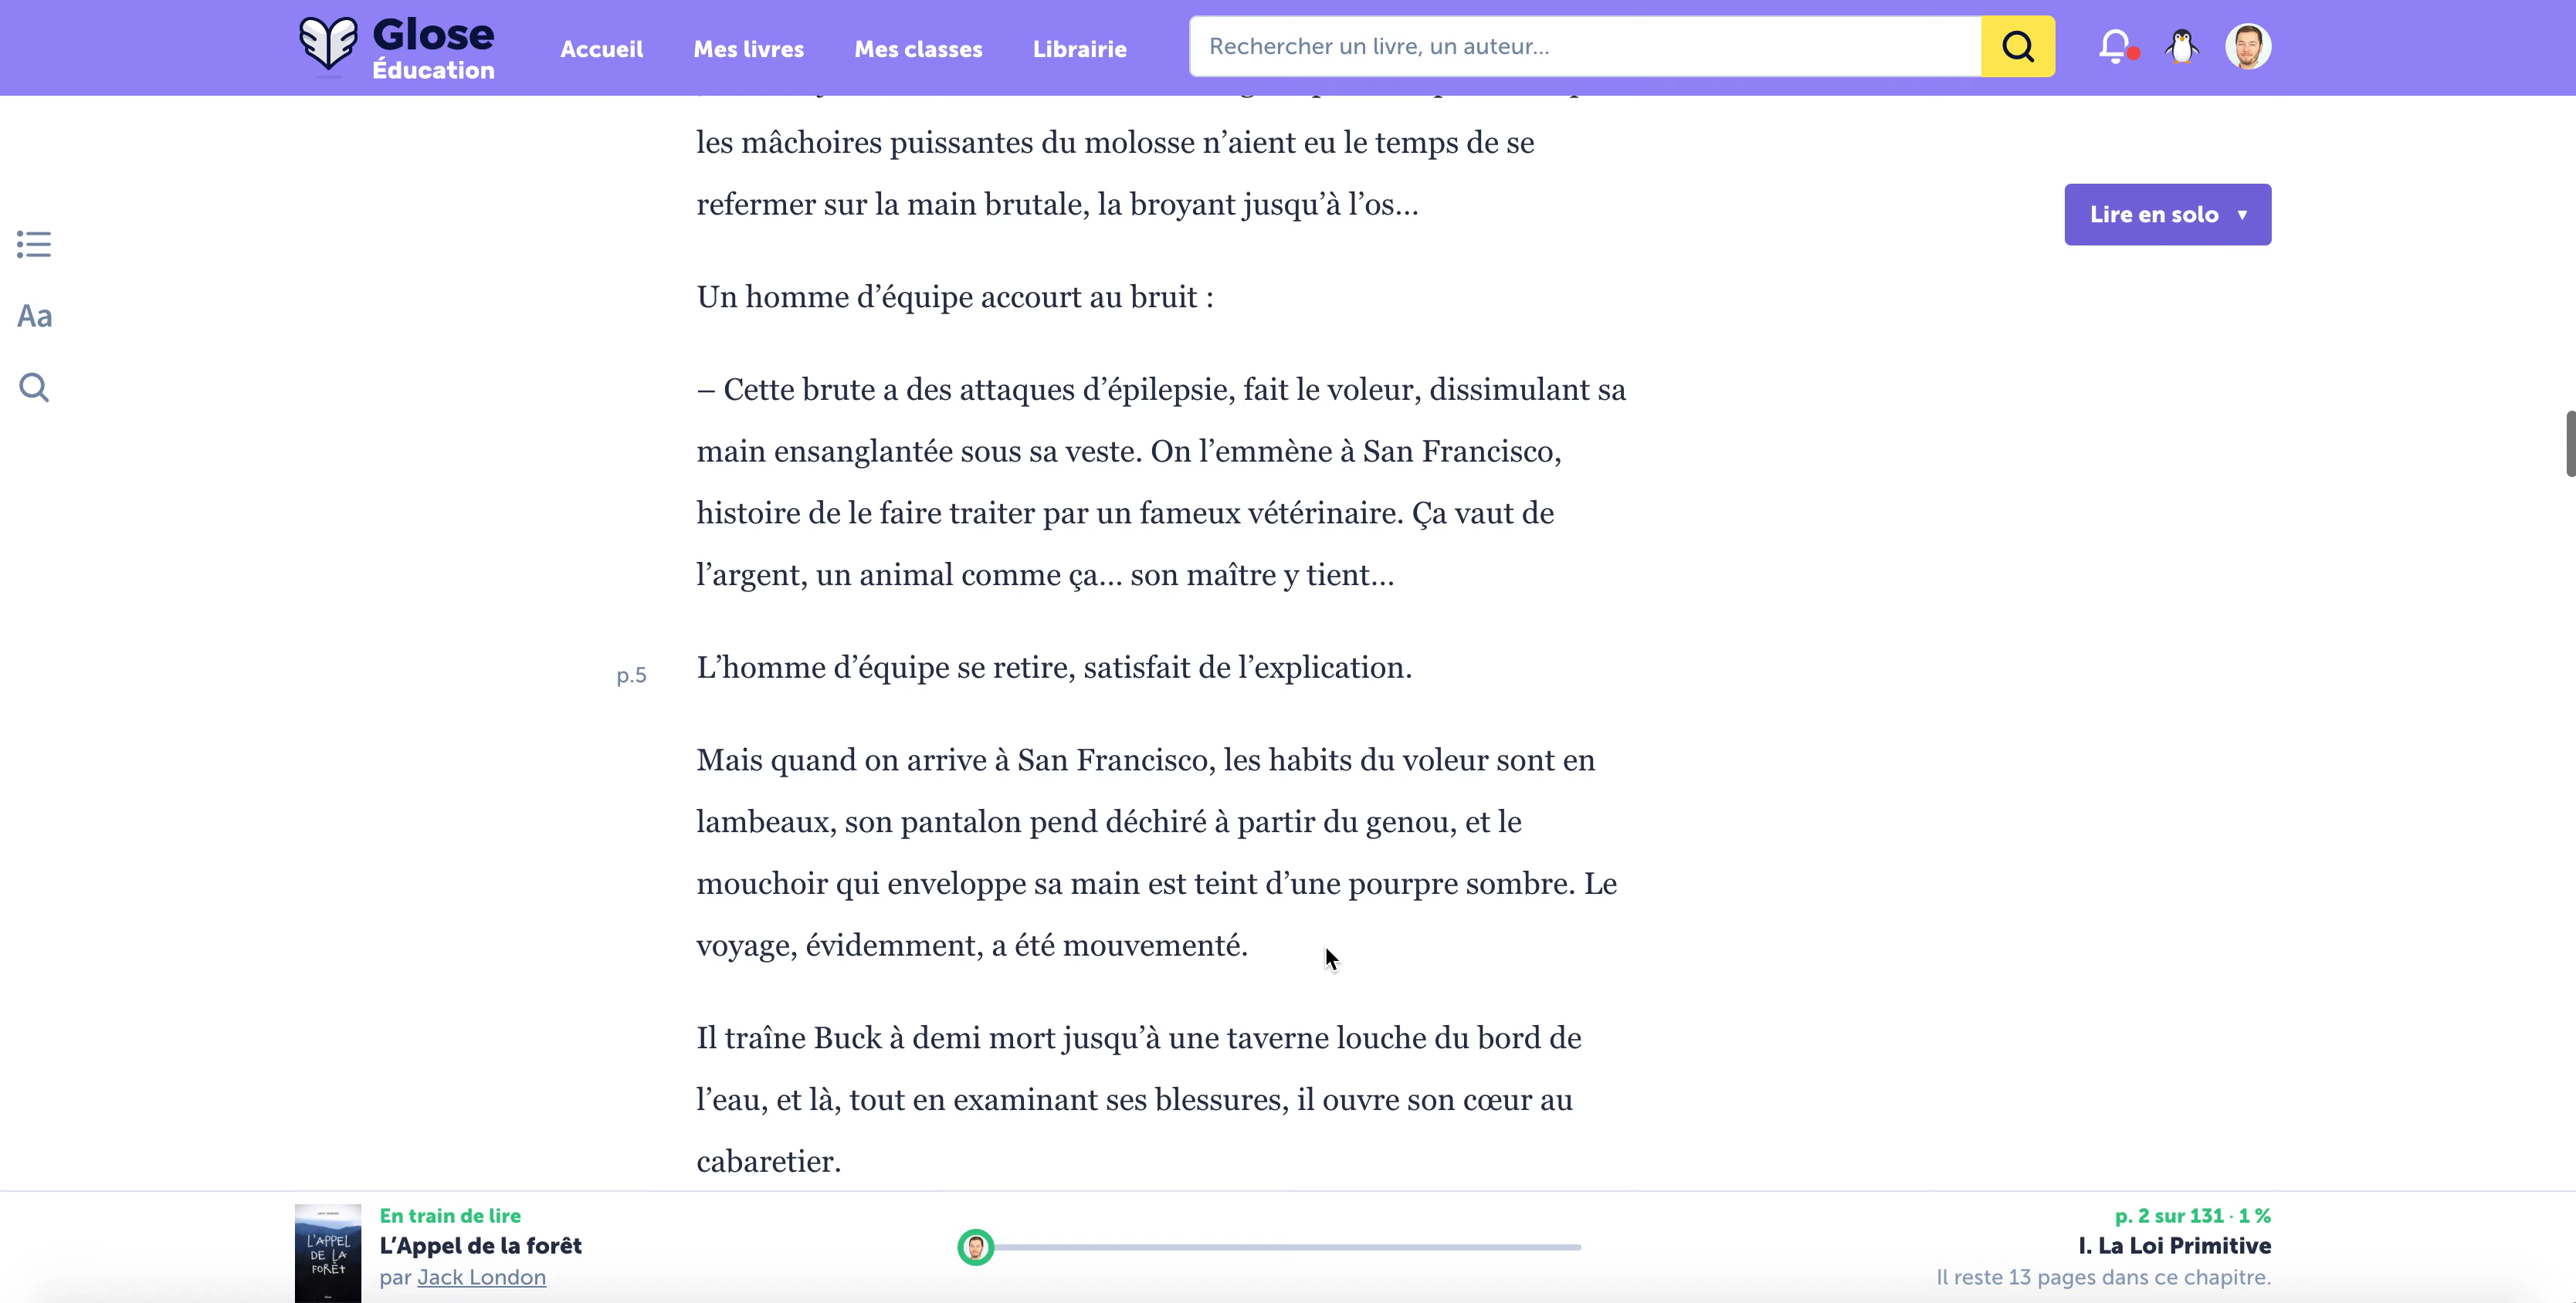 Glose
Éducation
Accueil
Mes livres
Mes classes
Librairie
Rechercher un livre, un auteur...
les mâchoires puissantes du molosse n’aient eu le temps de se
refermer sur la main brutale, la broyant jusqu’à l’os...
Lire en solo ▼
Aa
Un homme d’équipe accourt au bruit :
– Cette brute a des attaques d’épilepsie, fait le voleur, dissimulant sa
main ensanglantée sous sa veste. On l’emmène à San Francisco,
histoire de le faire traiter par un fameux vétérinaire. Ça vaut de
l’argent, un animal comme ça... son maître y tient...
p.5
L’homme d’équipe se retire, satisfait de l’explication.
Mais quand on arrive à San Francisco, les habits du voleur sont en
lambeaux, son pantalon pend déchiré à partir du genou, et le
mouchoir qui enveloppe sa main est teint d’une pourpre sombre. Le
voyage, évidemment, a été mouvementé.
Il traîne Buck à demi mort jusqu’à une taverne louche du bord de
l’eau, et là, tout en examinant ses blessures, il ouvre son cœur au
cabaretier.
L'APPEL
DE LA
FORÊT
En train de lire
L’Appel de la forêt
par Jack London
p. 2 sur 131 · 1 %
I. La Loi Primitive
Il reste 13 pages dans ce chapitre.